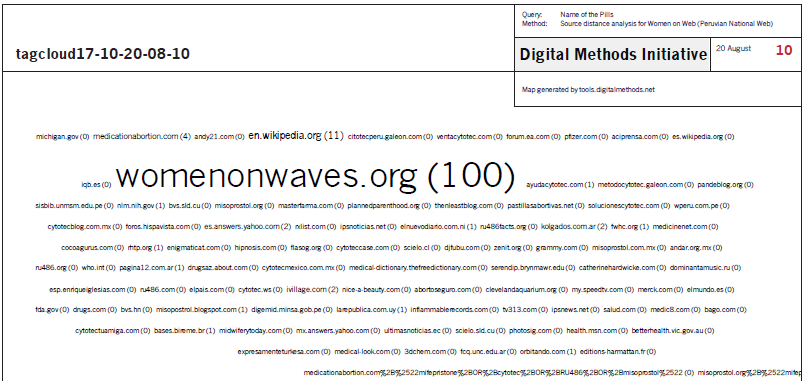 Query: Name of the Pills
Method: Source distance analysis for Women on Web (Peruvian National Web)
tagcloud17-10-20-08-10
Digital Methods Initiative
20 August
10
Map generated by tools.digitalmethods.net
michigan.gov (0) medicationabortion.com (4) andy21.com (0) en.wikipedia.org (11) citotecperu.galeon.com (0) ventacytotec.com (0) forum.ea.com (0) pfizer.com (0) aciprensa.com (0) es.wikipedia.org (0)
iqb.es (0) womenonwaves.org (100) ayudacytotec.com (1) metodocytotec.galeon.com (0) pandeblog.org (0)
sisbib.unmsm.edu.pe (0) nlm.nih.gov (1) bvs.sld.cu (0) misoprostol.org (0) masterfarma.com (0) plannedparenthood.org (0) thenleastblog.com (0) pastillasabortivas.net (0) solucionescytotec.com (0) wperu.com.pe (0)
cytotecblog.com.mx (0) foros.hispavista.com (0) es.answers.yahoo.com (2) rxlist.com (0) ipsnoticias.net (0) elnuevodiario.com.ni (1) ru486facts.org (0) kolgados.com.ar (2) fwhc.org (1) medicinenet.com (0)
cocoagurus.com (0) rhtp.org (1) enigmaticat.com (0) hipnosis.com (0) flasog.org (0) cytoteccase.com (0) scielo.cl (0) djfubu.com (0) zenit.org (0) grammy.com (0) misoprostol.com.mx (0) andar.org.mx (0)
ru486.org (0) who.int (0) pagina12.com.ar (1) drugsaz.about.com (0) cytotecmexico.com.mx (0) medical-dictionary.thefreedictionary.com (0) serendip.brynmawr.edu (0) catherinehardwicke.com (0) dominantamusic.ru (0)
esp.enriqueiglesias.com (0) ru486.com (0) elpais.com (0) cytotec.ws (0) ivillage.com (2) nice-a-beauty.com (0) abortoseguro.com (0) clevelandaquarium.org (0) my.speedtv.com (0) merck.com (0) elmundo.es (0)
fda.gov (0) drugs.com (0) bvs.hn (0) misopostrol.blogspot.com (1) digemid.minsa.gob.pe (0) larepublica.com.uy (1) inflammablerecords.com (0) tv313.com (0) ipsnews.net (0) salud.com (0) medic8.com (0) bago.com (0)
cytotectuamiga.com (0) bases.bireme.br (1) midwiferytoday.com (0) mx.answers.yahoo.com (0) ultimasnoticias.ec (0) scielo.sld.cu (0) photosig.com (0) health.msn.com (0) betterhealth.vic.gov.au (0)
expresamenteturkesa.com (0) medical-look.com (0) 3dchem.com (0) fcq.unc.edu.ar (0) orbitando.com (1) editions-harmattan.fr (0)
medicationabortion.com%2B%2522mifepristone%2BOR%2Bcytotec%2BOR%2BRU486%2BOR%2Bmisoprostol%2522 (0) misoprostol.org%2B%2522mifep